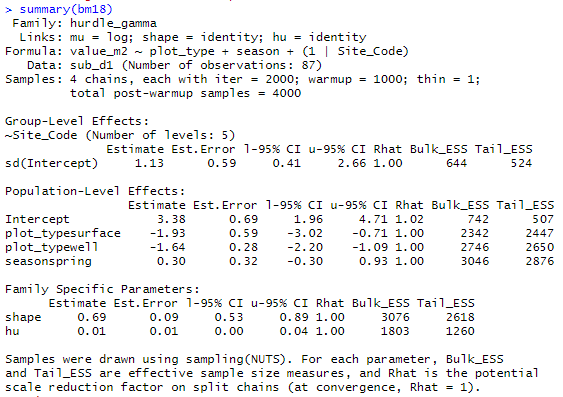 > summary(bm18)
 Family: hurdle_gamma
  Links: mu = log; shape = identity; hu = identity
Formula: value_m2 ~ plot_type + season + (1 | Site_Code)
   Data: sub_d1 (Number of observations: 87)
Samples: 4 chains, each with iter = 2000; warmup = 1000; thin = 1;
         total post-warmup samples = 4000

Group-Level Effects:
~Site_Code (Number of levels: 5)
              Estimate Est.Error l-95% CI u-95% CI Rhat Bulk_ESS Tail_ESS
sd(Intercept)     1.13      0.59     0.41     2.66 1.00      644      524

Population-Level Effects:
                 Estimate Est.Error l-95% CI u-95% CI Rhat Bulk_ESS Tail_ESS
Intercept            3.38      0.69     1.96     4.71 1.02      742      507
plot_typesurface    -1.93      0.59    -3.02    -0.71 1.00     2342     2447
plot_typewell       -1.64      0.28    -2.20    -1.09 1.00     2746     2650
seasonspring         0.30      0.32    -0.30     0.93 1.00     3046     2876

Family Specific Parameters:
      Estimate Est.Error l-95% CI u-95% CI Rhat Bulk_ESS Tail_ESS
shape     0.69      0.09     0.53     0.89 1.00     3076     2618
hu        0.01      0.01     0.00     0.04 1.00     1803     1260

Samples were drawn using sampling(NUTS). For each parameter, Bulk_ESS
and Tail_ESS are effective sample size measures, and Rhat is the potential
scale reduction factor on split chains (at convergence, Rhat = 1).